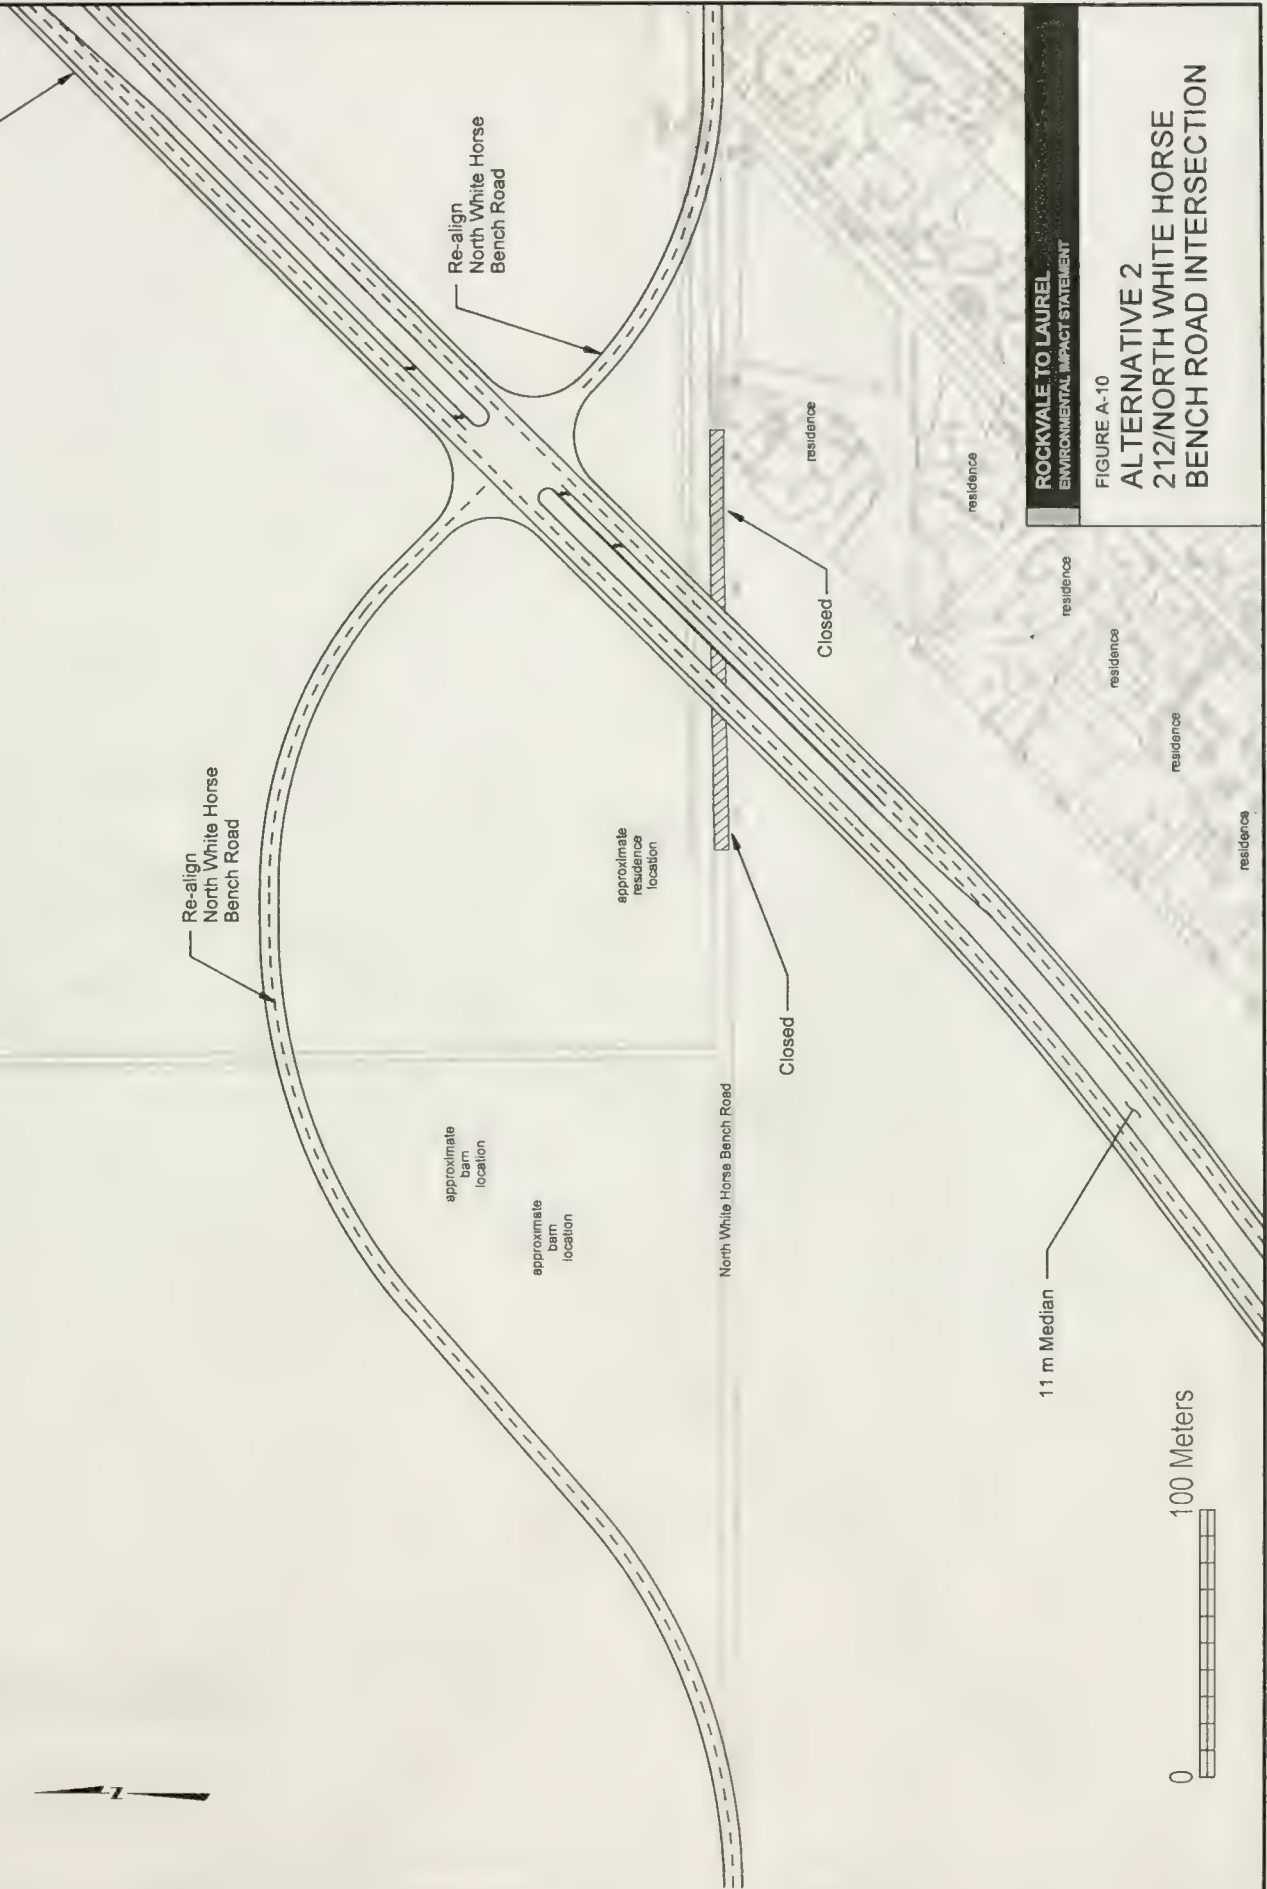 Re-align
North White Horse
Bench Road
Re-align
North White Horse
Bench Road
approximate
barn
location
approximate
barn
location
approximate
residence
location
North White Horse Bench Road
Closed
Closed
residence
residence
residence
residence
residence
residence
11 m Median
N
0
100 Meters
ROCKVALE TO LAUREL
ENVIRONMENTAL IMPACT STATEMENT
FIGURE A-10
ALTERNATIVE 2
212/NORTH WHITE HORSE
BENCH ROAD INTERSECTION